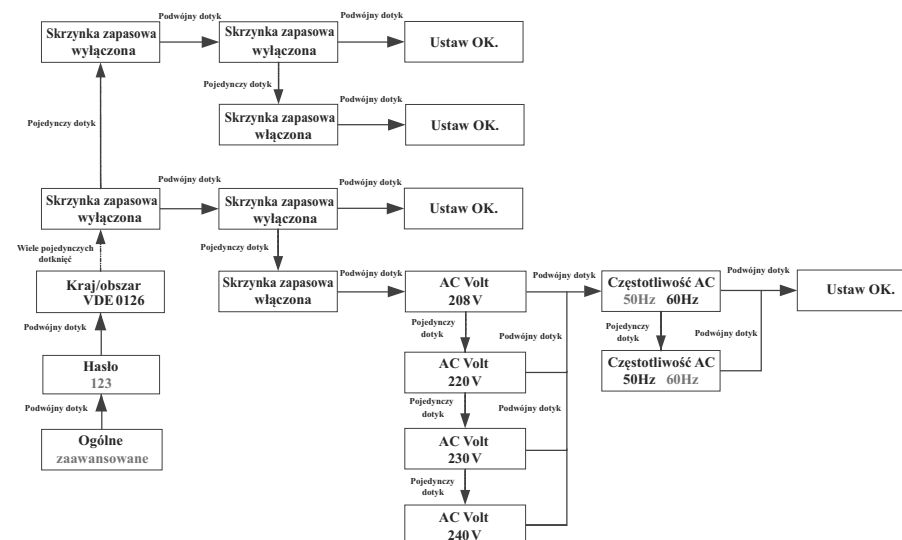 Podwójny dotyk
Podwójny dotyk
Skrzynka zapasowa
wyłączona
Skrzynka zapasowa
wyłączona
Ustaw OK.
Pojedynczy dotyk
Podwójny dotyk
Pojedynczy dotyk
Skrzynka zapasowa
włączona
Ustaw OK.
Podwójny dotyk
Podwójny dotyk
Skrzynka zapasowa
wyłączona
Skrzynka zapasowa
wyłączona
Ustaw OK.
Wiele pojedynczych
dotknięć
Pojedynczy dotyk
Kraj/obszar
VDE 0126
Skrzynka zapasowa
włączona
Podwójny dotyk
AC Volt
208 V
Podwójny dotyk
Częstotliwość AC
50Hz 60Hz
Podwójny dotyk
Ustaw OK.
Podwójny dotyk
Pojedynczy
dotyk
Podwójny dotyk
Pojedynczy
dotyk
Podwójny dotyk
Hasło
123
AC Volt
220 V
Częstotliwość AC
50Hz 60Hz
Podwójny dotyk
Pojedynczy
dotyk
Podwójny dotyk
Ogólne
zaawansowane
AC Volt
230 V
Pojedynczy
dotyk
AC Volt
240 V